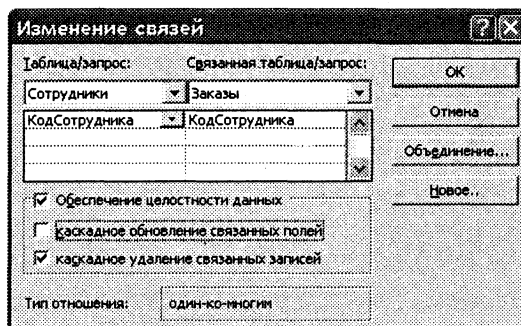 Изменение связей
Таблица/запрос: Связанная таблица/запрос:
Сотрудники Заказы
КодСотрудника КодСотрудника
Обеспечение целостности данных
каскадное обновление связанных полей
каскадное удаление связанных записей
Тип отношения: один-ко-многим
ОК
Отмена
Объединение...
Новое..